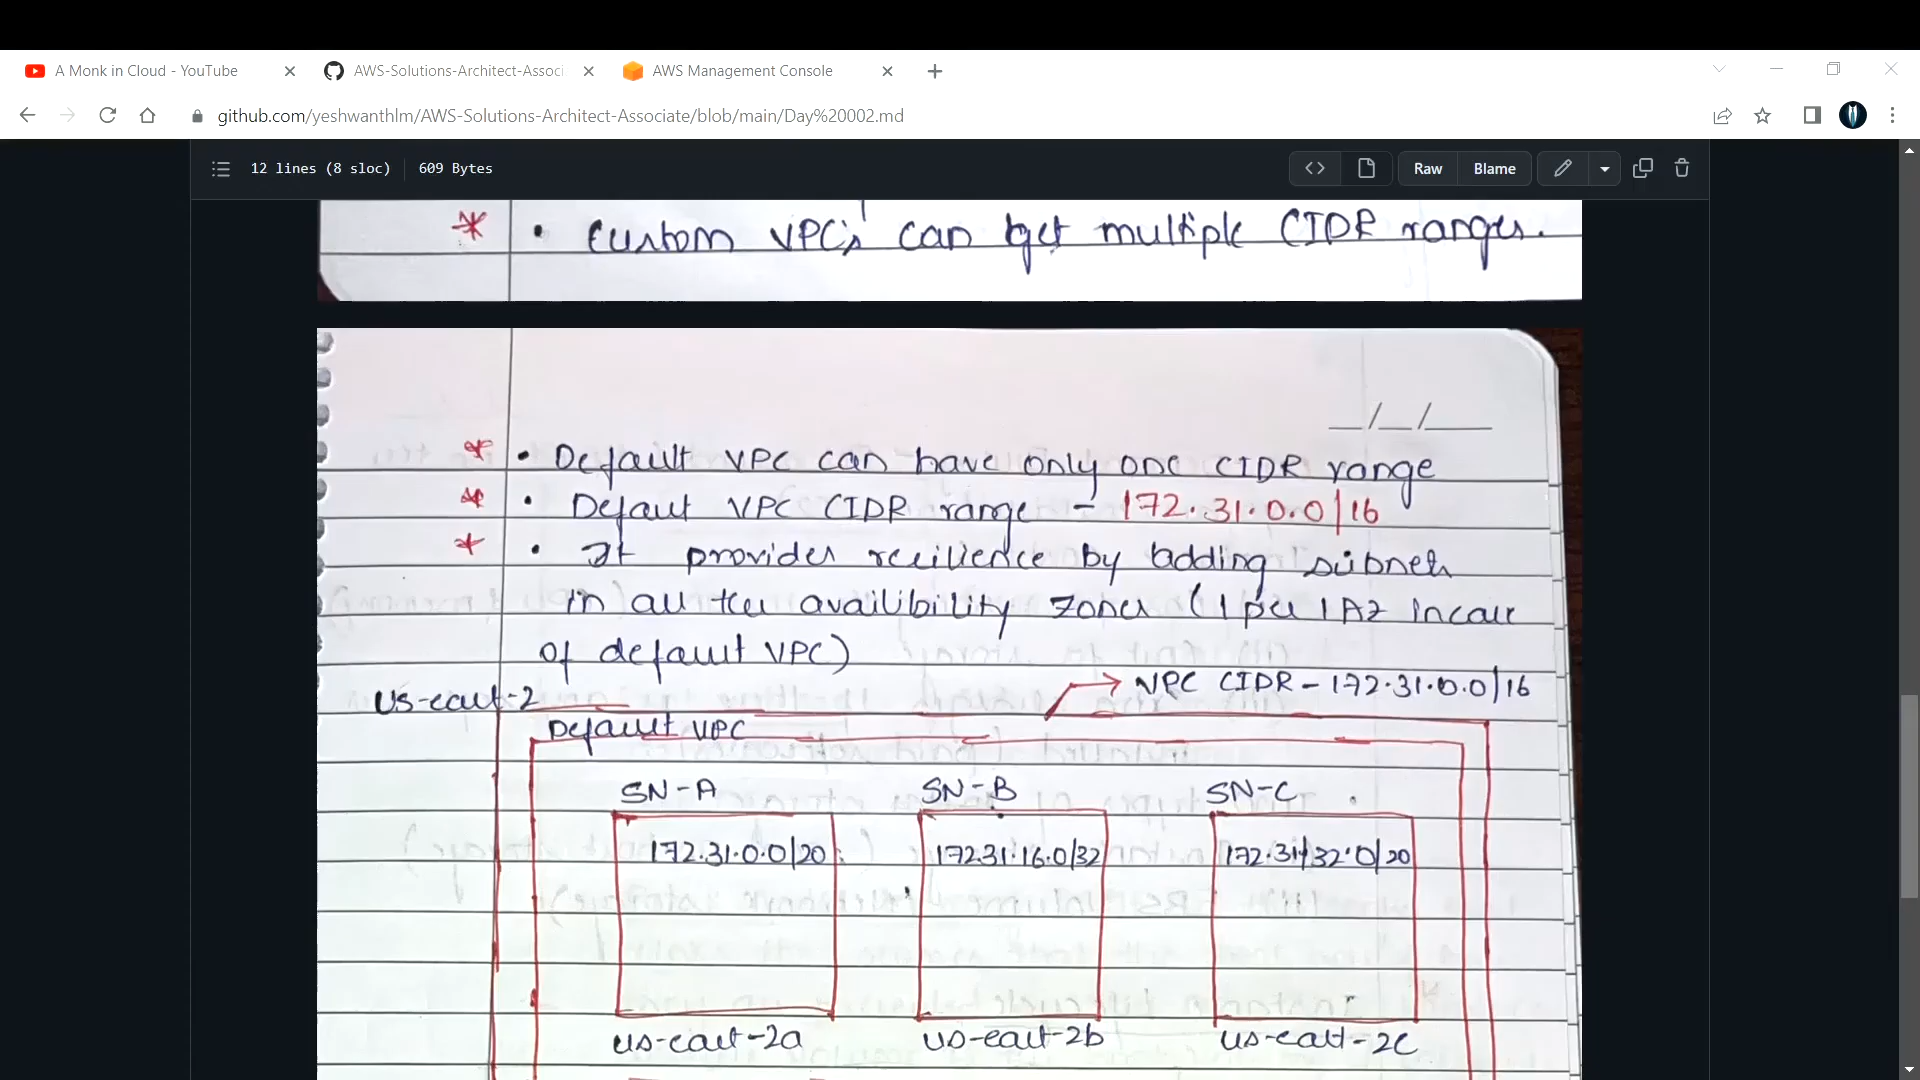 A Monk in Cloud - YouTube
AWS-Solutions-Architect-Associ
AWS Management Console
github.com/yeshwanthlm/AWS-Solutions-Architect-Associate/blob/main/Day%20002.md
12 lines (8 sloc) 609 Bytes
Raw Blame
* • Custom VPC's can get multiple CIDR ranges.
__/__/____
* • Default VPC can have only one CIDR range
* • Defaut VPC CIDR range - 172.31.0.0/16
* • It provides resilience by adding subnets
in all the availibility zones (1 per 1 AZ incase
of default VPC)
us-east-2
VPC CIDR - 172.31.0.0/16
Default VPC
SN-A SN-B SN-C
172.31.0.0/20 172.31.16.0/32 172.31.32.0/20
us-east-2a us-east-2b us-east-2c